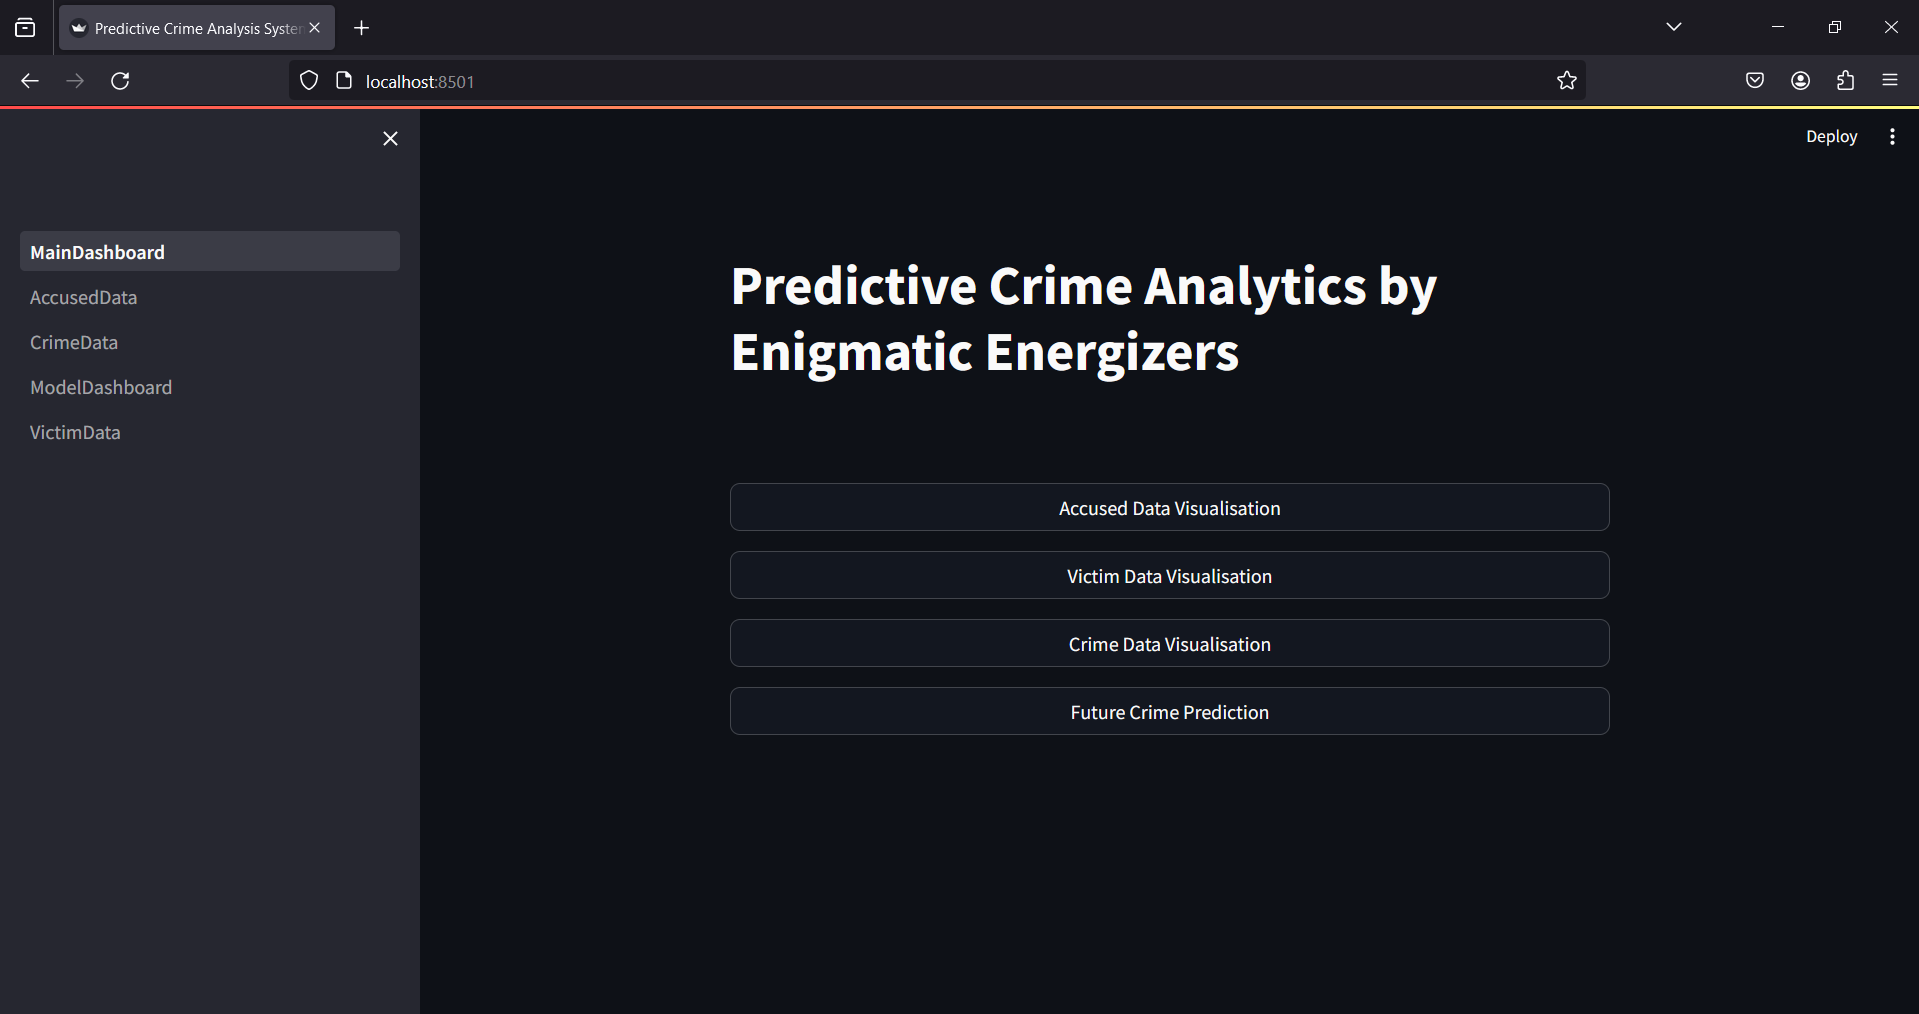 Predictive Crime Analysis System
localhost:8501
Deploy
MainDashboard
AccusedData
CrimeData
ModelDashboard
VictimData
Predictive Crime Analytics by
Enigmatic Energizers
Accused Data Visualisation
Victim Data Visualisation
Crime Data Visualisation
Future Crime Prediction